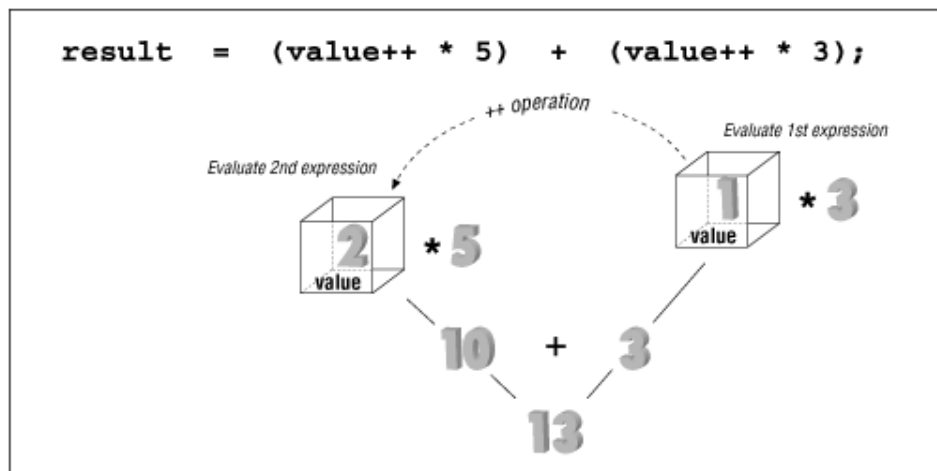 result = (value++ * 5) + (value++ * 3);
++ operation
Evaluate 1st expression
Evaluate 2nd expression
1 * 3
value
2 * 5
value
10 + 3
13